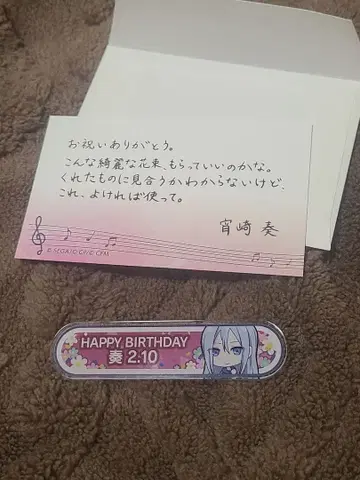 お祝いありがとう。
こんな綺麗な花束、もらっていいのかな。
くれたものに見合うかわからないけど、
これ、よければ使って。
宵崎 奏
© SEGA / © CP / © CFM
HAPPY BIRTHDAY
奏 2.10